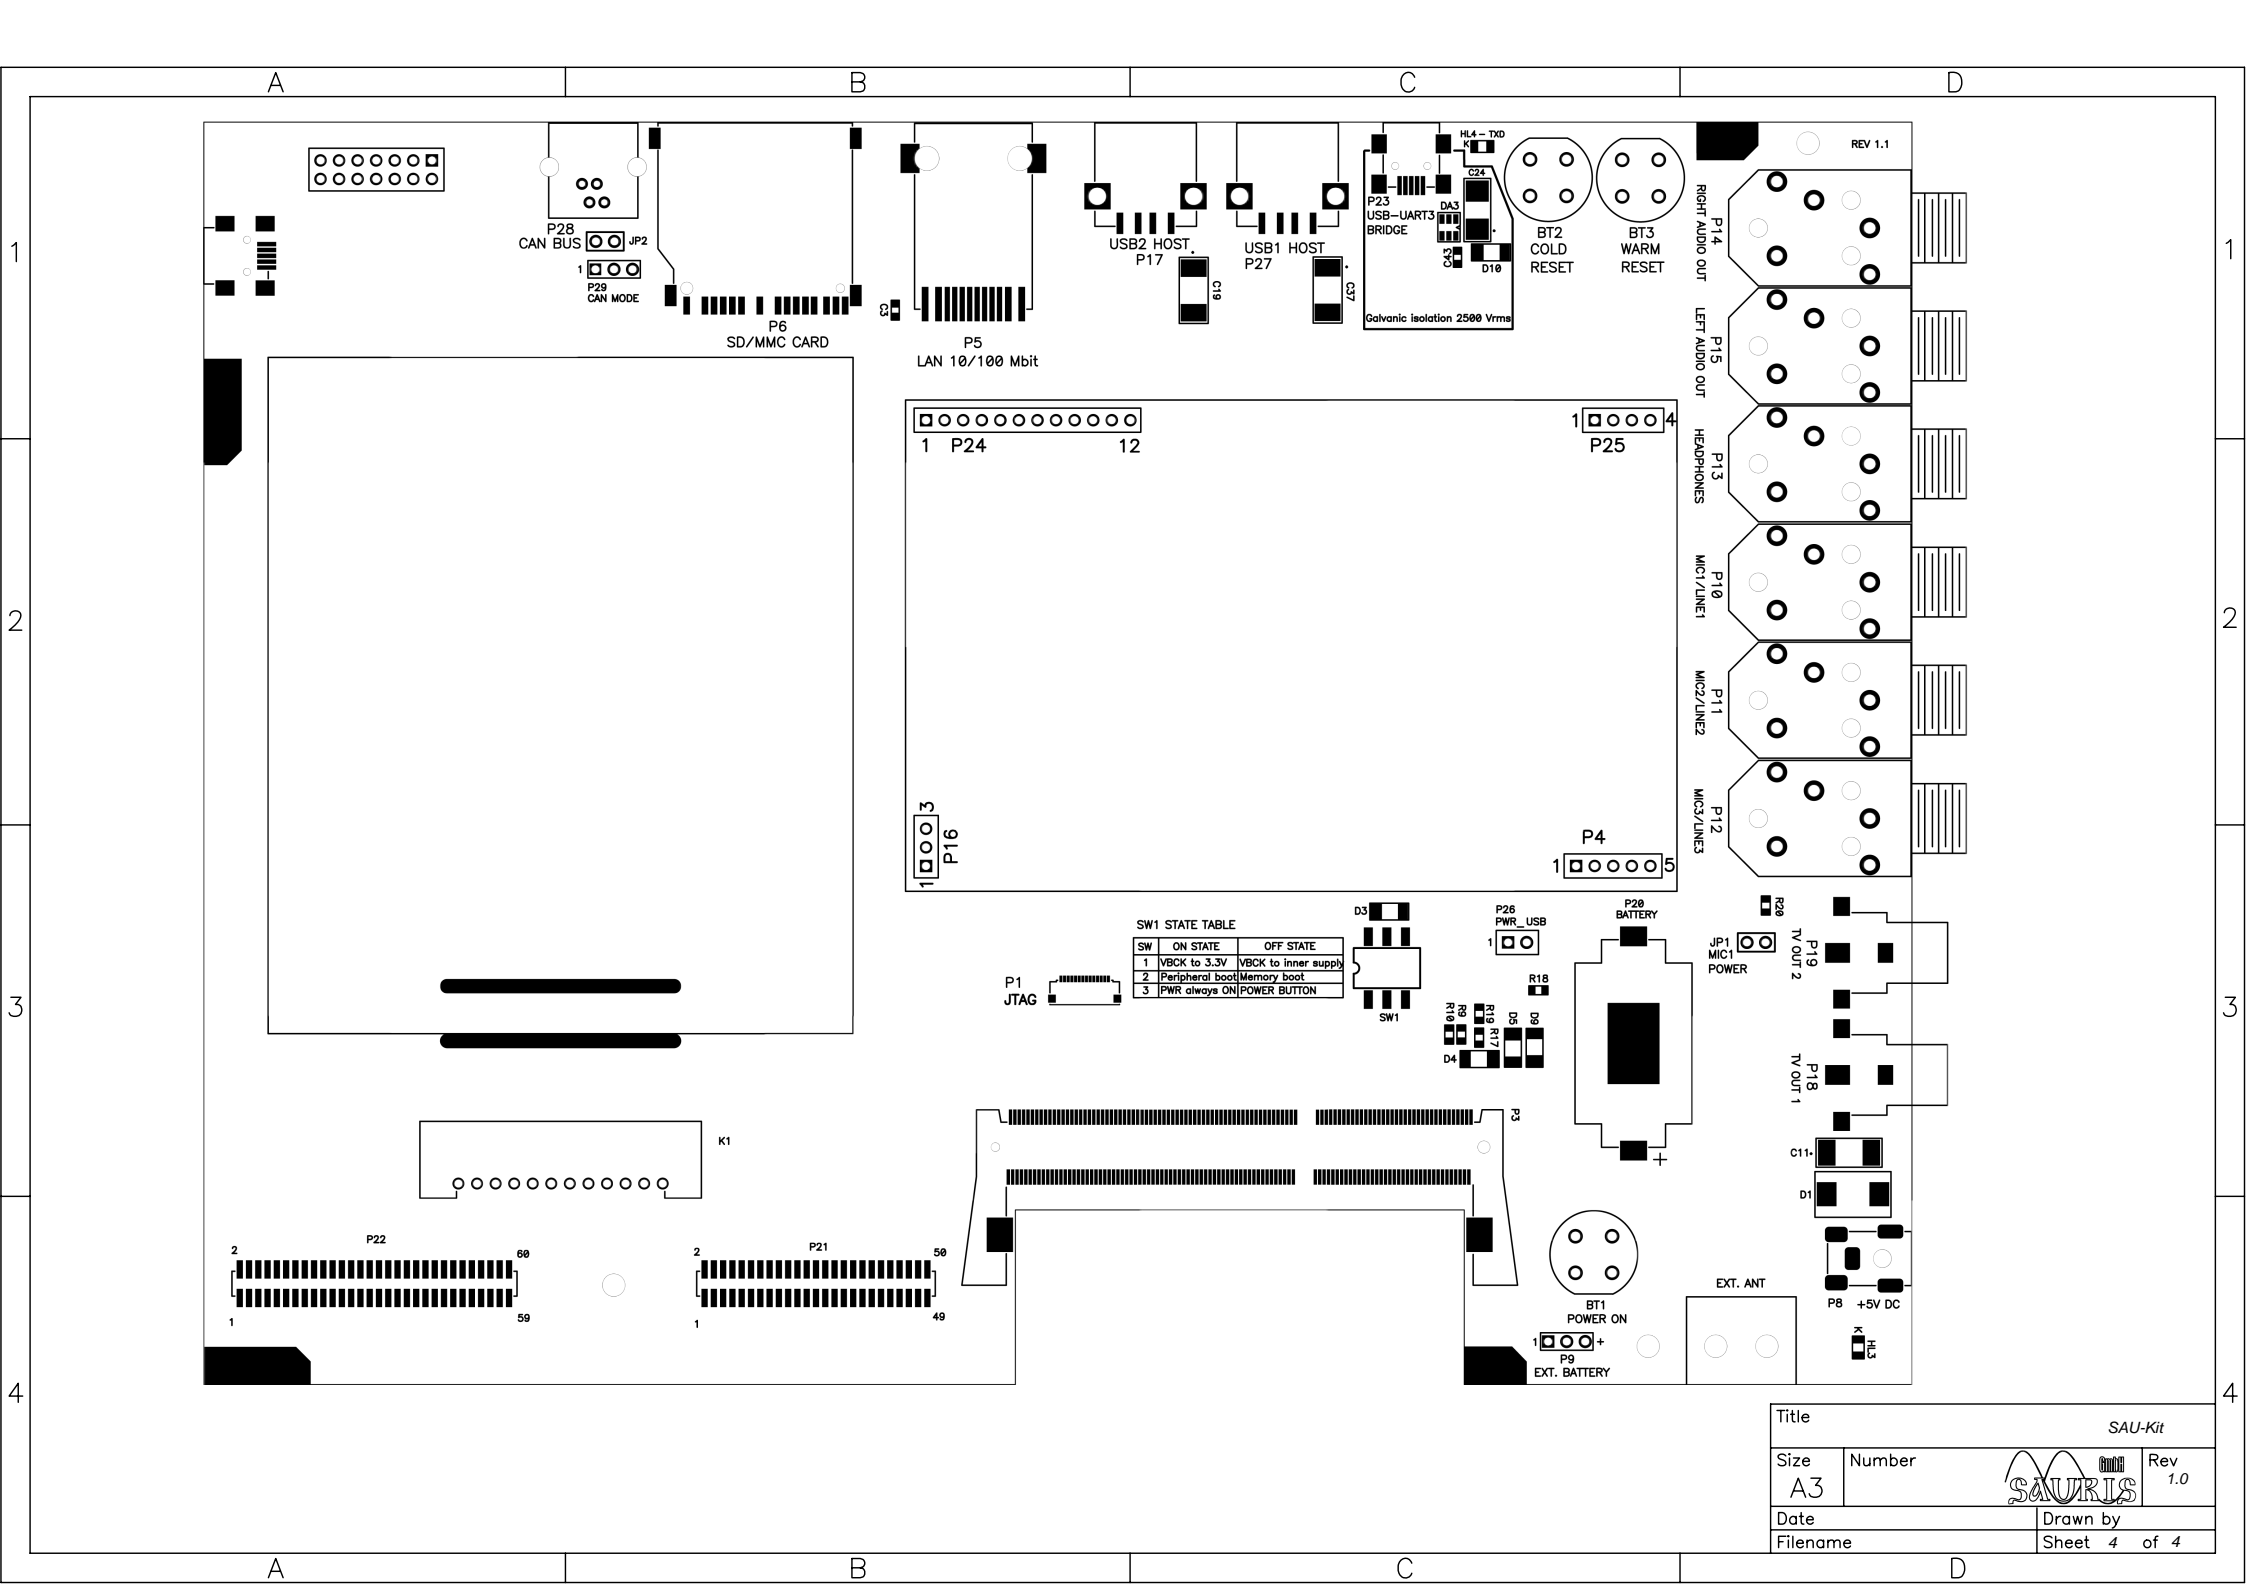 A B C D
HL4 - TXD
K
REV 1.1
C24
P23
USB-UART3
BRIDGE
DA3
C43
D10
Galvanic isolation 2500 Vrms
P28
CAN BUS
JP2
1
P29
CAN MODE
P6
SD/MMC CARD
C3
P5
LAN 10/100 Mbit
USB2 HOST
P17
C19
USB1 HOST
P27
C37
BT2
COLD
RESET
BT3
WARM
RESET
P14
RIGHT AUDIO OUT
P15
LEFT AUDIO OUT
P13
HEADPHONES
P10
MIC1/LINE1
P11
MIC2/LINE2
P12
MIC3/LINE3
1 1
1 P24 12
1 4
P25
2 2
3
P16
1
P4
1 5
SW1 STATE TABLE
SW ON STATE OFF STATE
1 VBCK to 3.3V VBCK to inner supply
2 Peripheral boot Memory boot
3 PWR always ON POWER BUTTON
P1
JTAG
D3
SW1
P26
PWR_USB
1
P20
BATTERY
R20
JP1
MIC1
POWER
P19
TV OUT 2
R18
R10 R9 R19 D5 D9
R17
D4
P18
TV OUT 1
3 3
P3
+
K1
C11
D1
2 P22 60
1 59
2 P21 50
1 49
BT1
POWER ON
1 +
P9
EXT. BATTERY
EXT. ANT
P8 +5V DC
K
HL3
4 4
Title
SAU-Kit
Size
A3
Number
SAURIS GmbH
Rev
1.0
Date
Drawn by
Filename
Sheet 4 of 4
A B C D